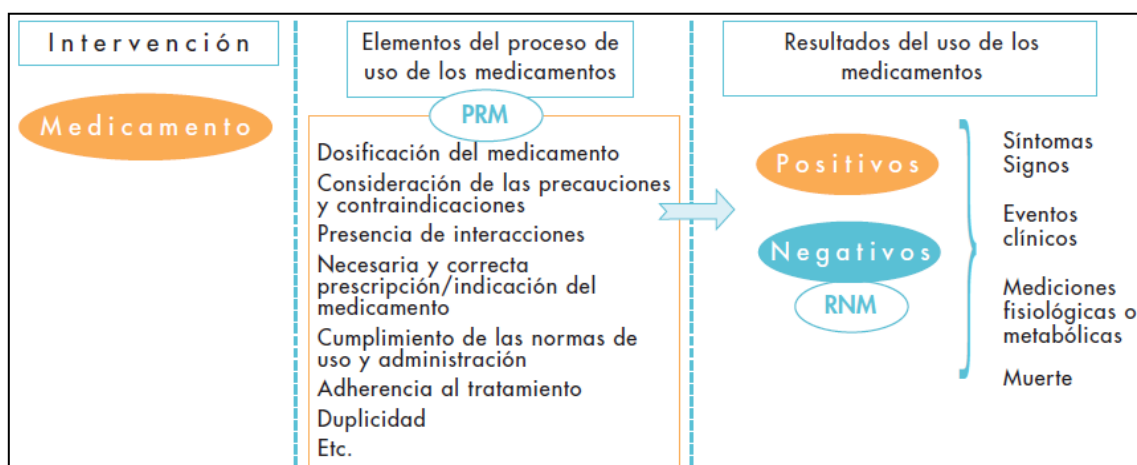 Intervención
Medicamento
Elementos del proceso de
uso de los medicamentos
PRM
Dosificación del medicamento
Consideración de las precauciones
y contraindicaciones
Presencia de interacciones
Necesaria y correcta
prescripción/indicación del
medicamento
Cumplimiento de las normas de
uso y administración
Adherencia al tratamiento
Duplicidad
Etc.
Resultados del uso de los
medicamentos
Positivos
Negativos
RNM
Síntomas
Signos
Eventos
clínicos
Mediciones
fisiológicas o
metabólicas
Muerte